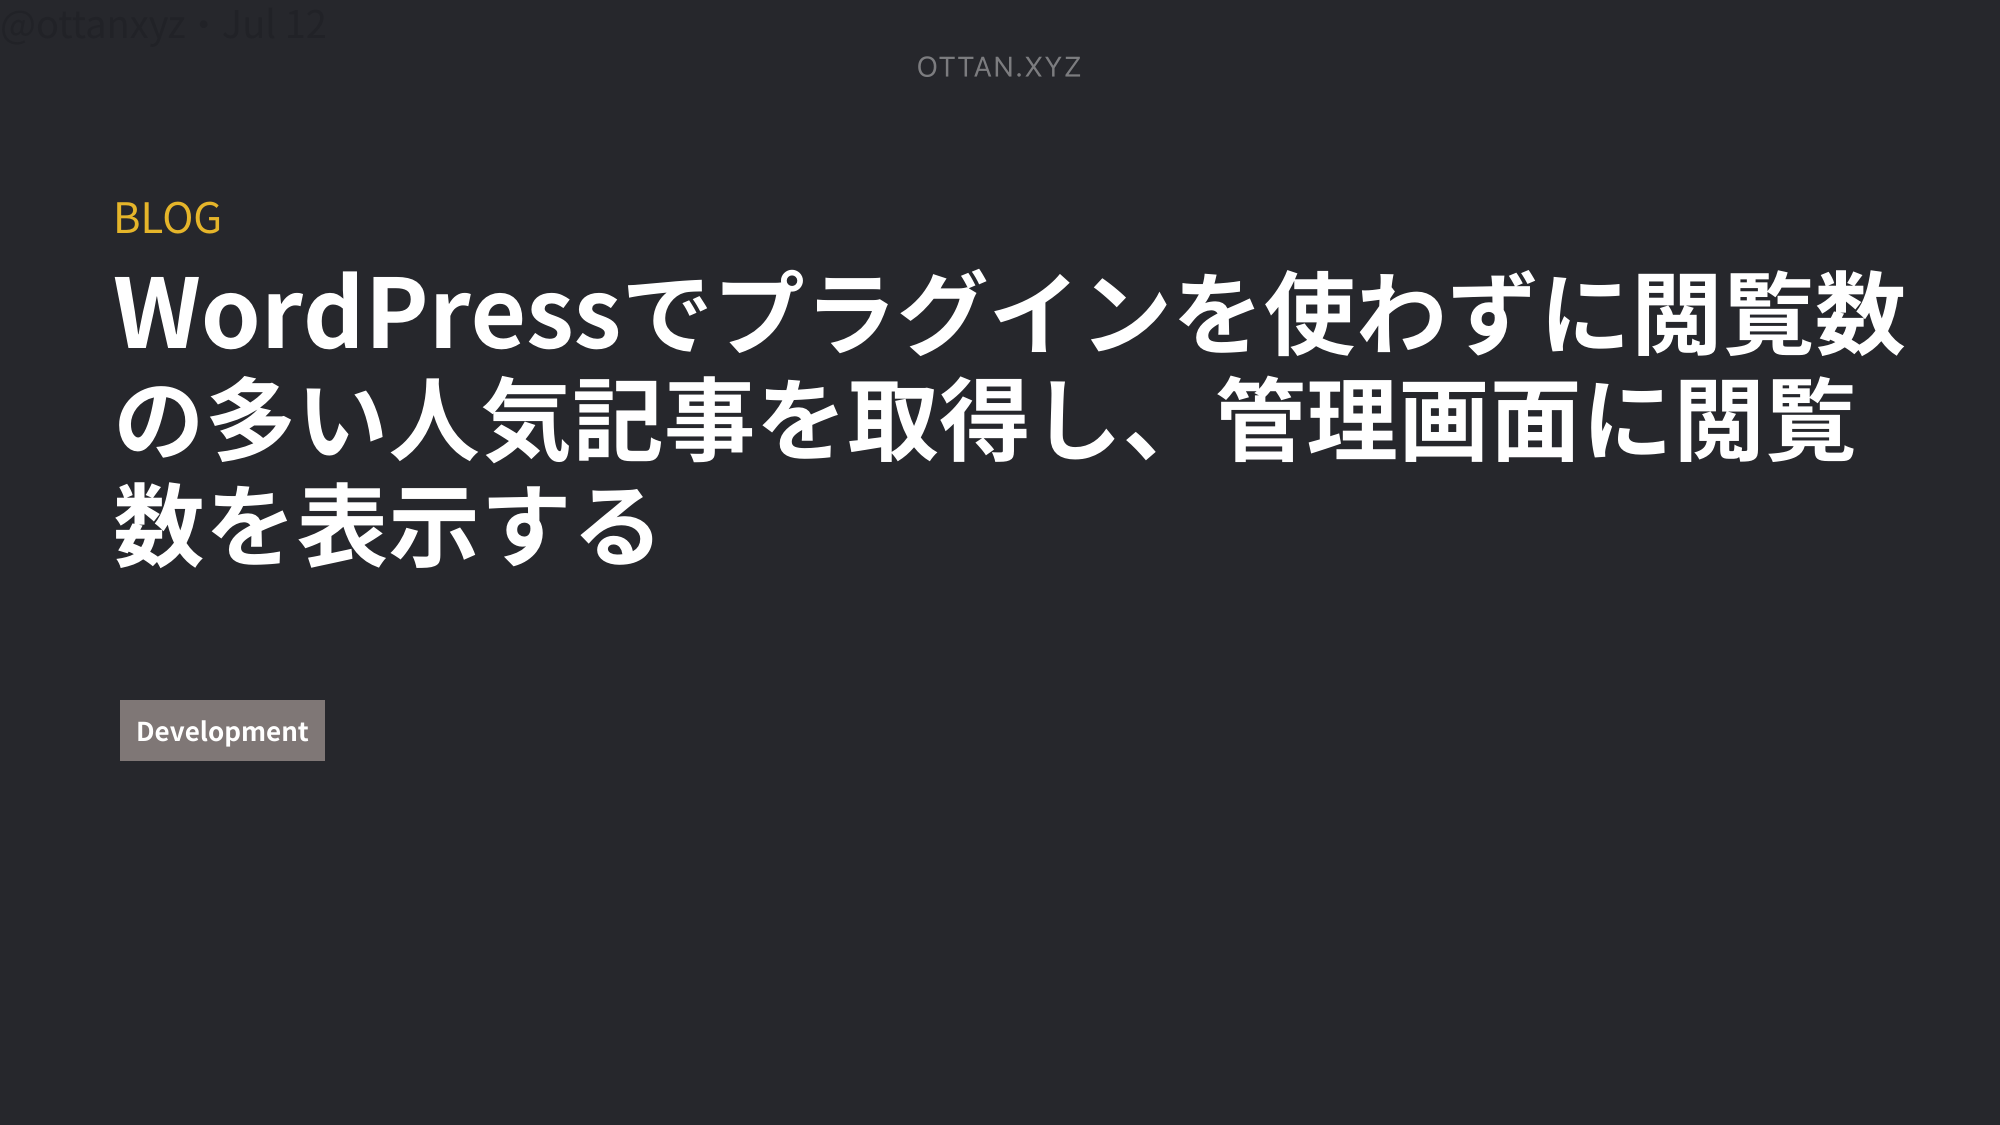 @ottanxyz・Jul 12
OTTAN.XYZ
BLOG
WordPressでプラグインを使わずに閲覧数
の多い人気記事を取得し、管理画面に閲覧
数を表示する
Development